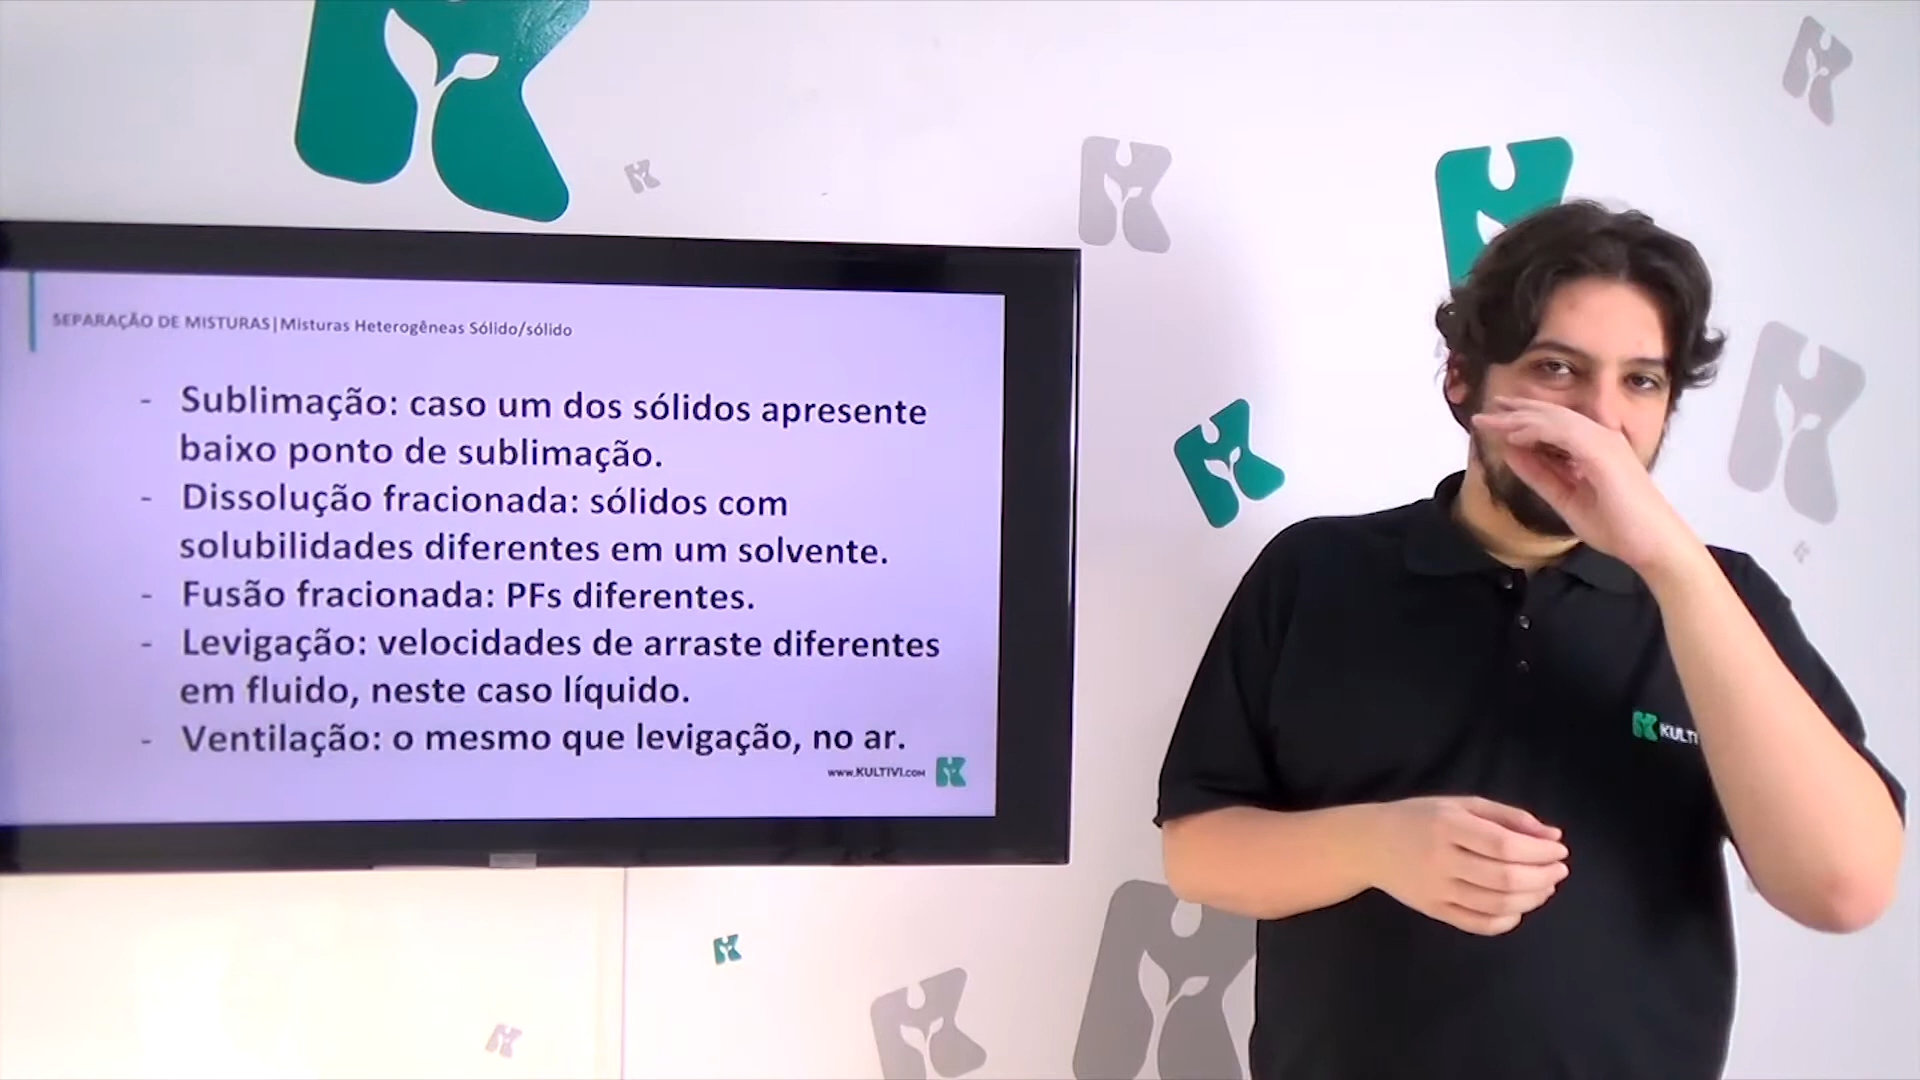 SEPARAÇÃO DE MISTURAS|Misturas Heterogêneas Sólido/sólido
- Sublimação: caso um dos sólidos apresente
baixo ponto de sublimação.
- Dissolução fracionada: sólidos com
solubilidades diferentes em um solvente.
- Fusão fracionada: PFs diferentes.
- Levigação: velocidades de arraste diferentes
em fluido, neste caso líquido.
- Ventilação: o mesmo que levigação, no ar.
www.KULTIVI.COM
KULTI